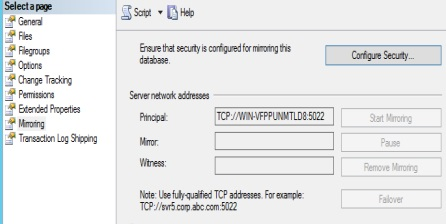 Select a page
General
Files
Filegroups
Options
Change Tracking
Permissions
Extended Properties
Mirroring
Transaction Log Shipping
Script Help
Ensure that security is configured for mirroring this
database.
Configure Security...
Server network addresses
Principal: TCP://WIN-VFPPUNMTLD8:5022 Start Mirroring
Mirror: Pause
Witness: Remove Mirroring
Note: Use fully-qualified TCP addresses. For example:
TCP://svr5.corp.abc.com:5022
Failover